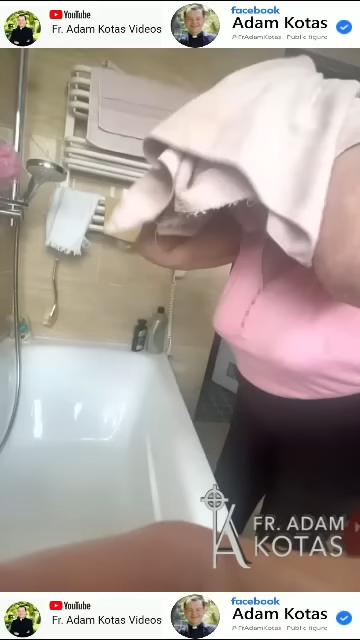 YouTube
Fr. Adam Kotas Videos
facebook
Adam Kotas
@FrAdamKotas · Public figure
FR. ADAM
KOTAS
YouTube
Fr. Adam Kotas Videos
facebook
Adam Kotas
@FrAdamKotas · Public figure